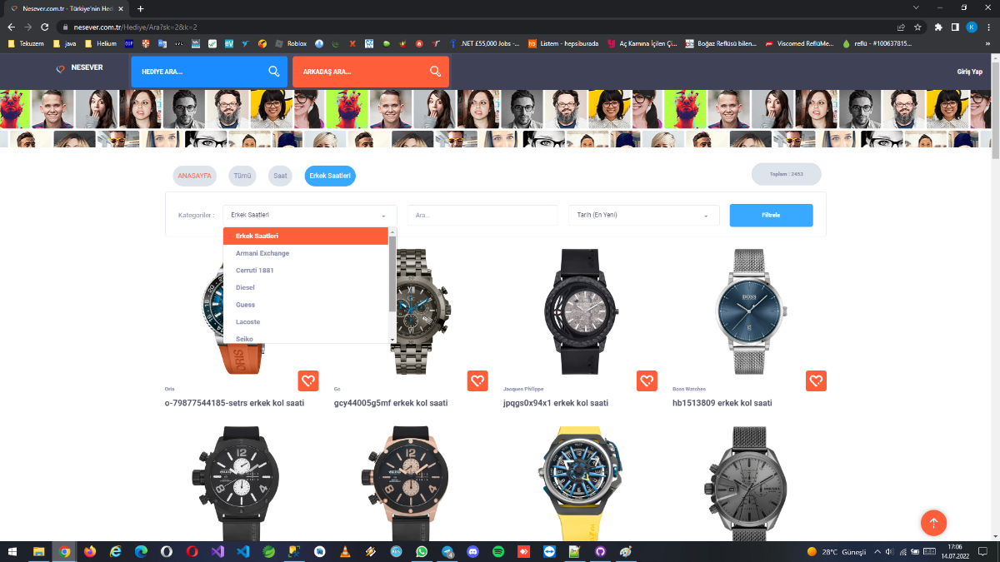 Nesever.com.tr - Türkiye'nin Hed
nesever.com.tr/Hediye/Ara?sk=2&k=2
Tekuzem
java
Helium
Roblox
.NET £55,000 Jobs -...
Listem - hepsiburada
Aç Karnına İçilen Çi...
Boğaz Reflüsü bilen...
Viscomed RefluMe...
reflü - #100637815...
NESEVER
HEDİYE ARA...
ARKADAŞ ARA...
Giriş Yap
ANASAYFA
Tümü
Saat
Erkek Saatleri
Toplam : 2453
Kategoriler :
Erkek Saatleri
Ara...
Tarih (En Yeni)
Filtrele
Erkek Saatleri
Armani Exchange
Cerruti 1881
Diesel
Guess
Lacoste
Seiko
ORIS
BOSS
Oris
Gc
Jacques Philippe
Boss Watches
o-79877544185-setrs erkek kol saati
gcy44005g5mf erkek kol saati
jpqgs0x94x1 erkek kol saati
hb1513809 erkek kol saati
28°C Güneşli
17:06
14.07.2022